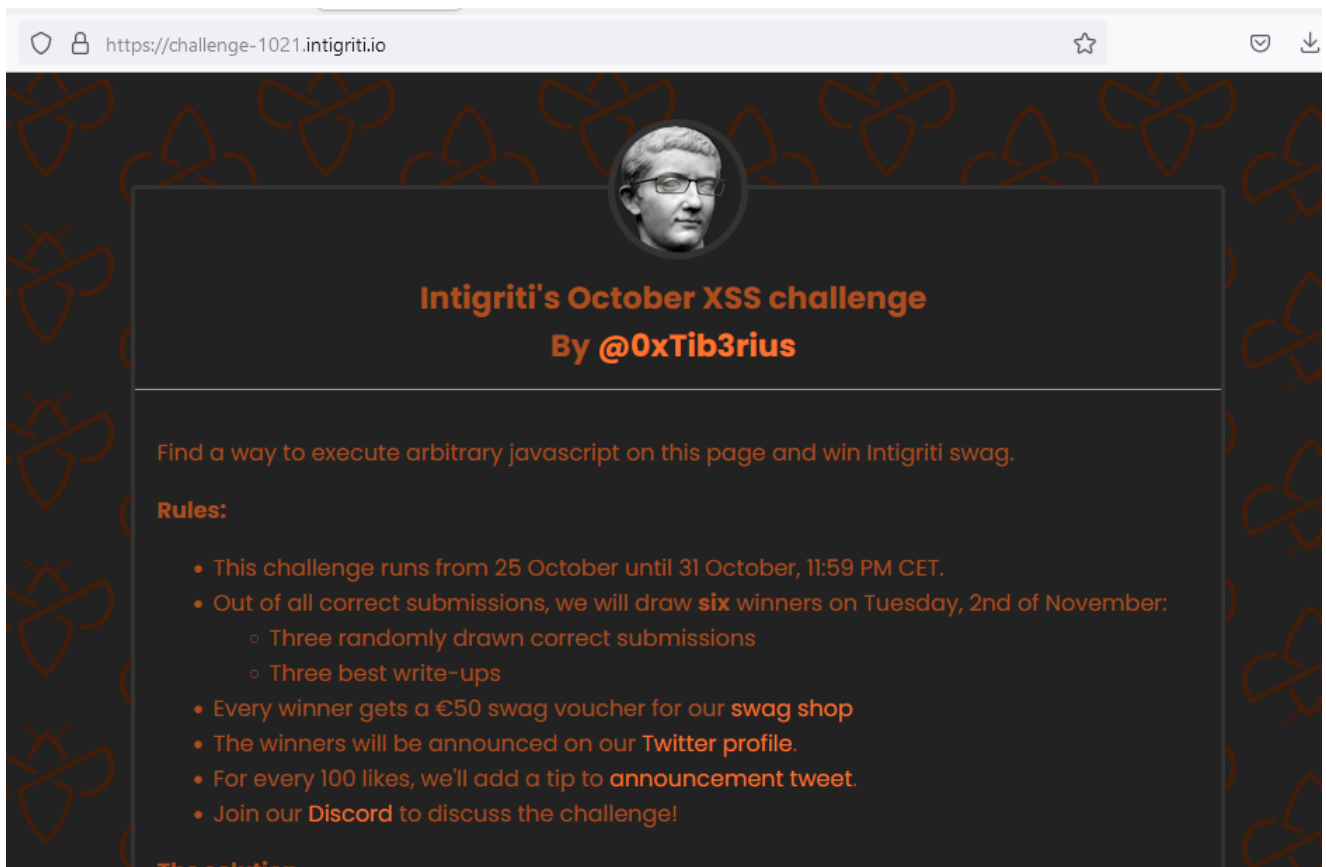 https://challenge-1021.intigriti.io
Intigriti's October XSS challenge
By @0xTib3rius
Find a way to execute arbitrary javascript on this page and win Intigriti swag.
Rules:
• This challenge runs from 25 October until 31 October, 11:59 PM CET.
• Out of all correct submissions, we will draw six winners on Tuesday, 2nd of November:
◦ Three randomly drawn correct submissions
◦ Three best write-ups
• Every winner gets a €50 swag voucher for our swag shop
• The winners will be announced on our Twitter profile.
• For every 100 likes, we'll add a tip to announcement tweet.
• Join our Discord to discuss the challenge!
The solution